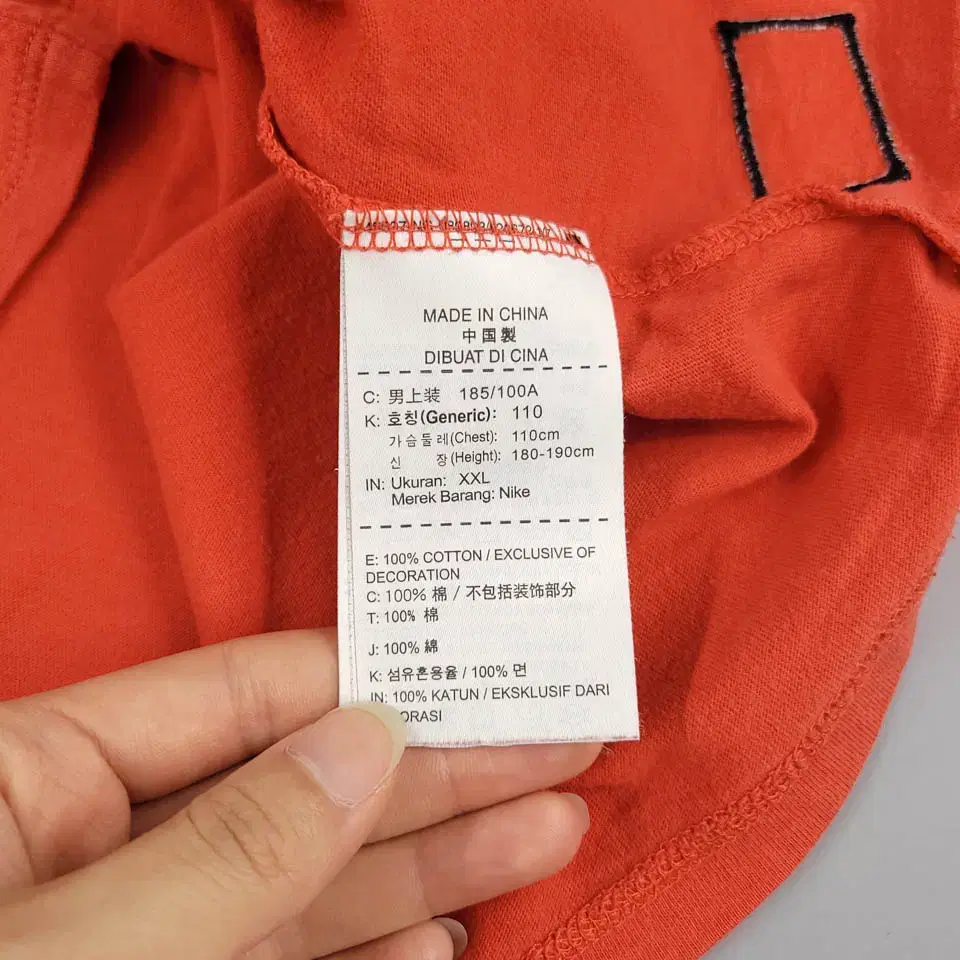 MADE IN CHINA
中国製
DIBUAT DI CINA
C: 男上装 185/100A
K: 호칭(Generic): 110
가슴둘레(Chest): 110cm
신 장(Height): 180-190cm
IN: Ukuran: XXL
Merek Barang: Nike
E: 100% COTTON / EXCLUSIVE OF
DECORATION
C: 100% 棉 / 不包括装饰部分
T: 100% 棉
J: 100% 綿
K: 섬유혼용율 / 100% 면
IN: 100% KATUN / EKSKLUSIF DARI
ORASI